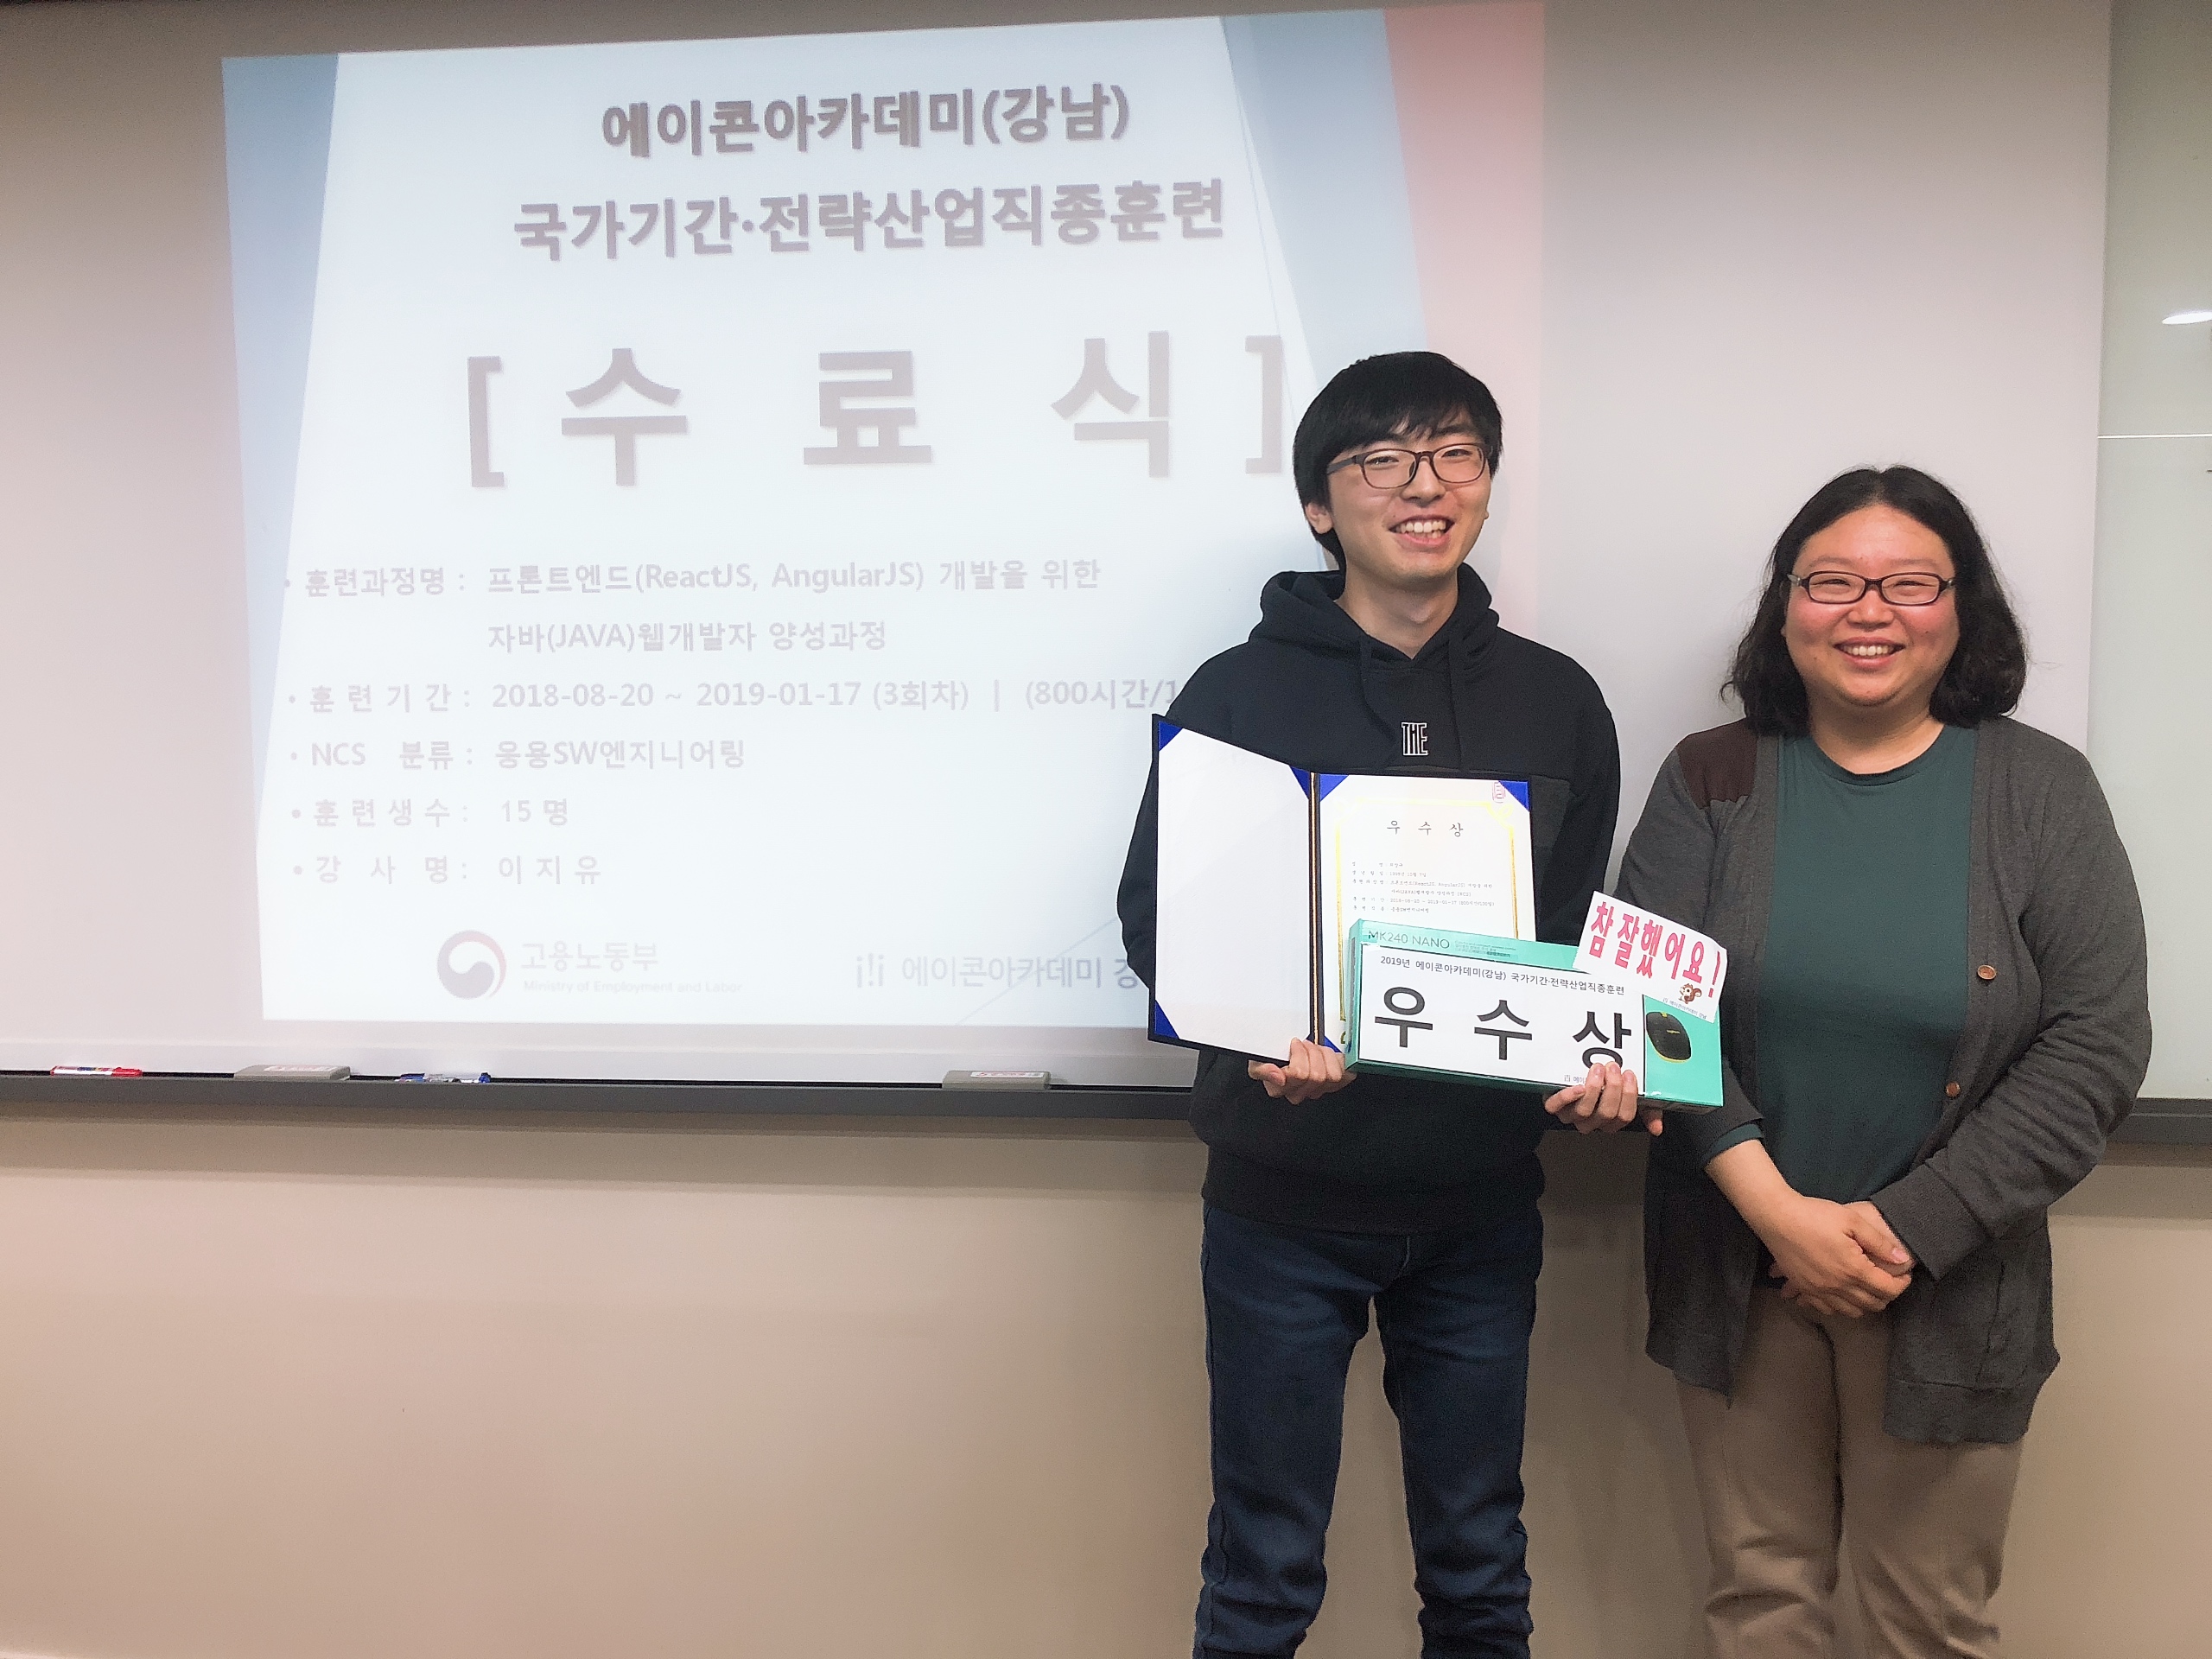 에이콘아카데미(강남)
국가기간·전략산업직종훈련
[ 수 료 식 ]
• 훈련과정명 : 프론트엔드(ReactJS, AngularJS) 개발을 위한
자바(JAVA)웹개발자 양성과정
• 훈 련 기 간 : 2018-08-20 ~ 2019-01-17 (3회차) | (800시간/1
• NCS 분류 : 응용SW엔지니어링
• 훈 련 생 수 : 15 명
• 강 사 명 : 이 지 유
고용노동부
Ministry of Employment and Labor
에이콘아카데미 강
THE
우 수 상
MK240 NANO
2019년 에이콘아카데미(강남) 국가기간·전략산업직종훈련
우 수 상
참 잘했어요!